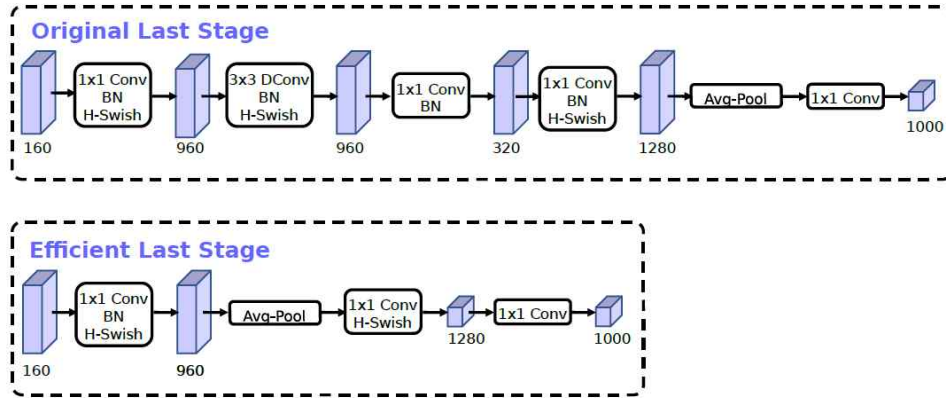 Original Last Stage
1x1 Conv
BN
H-Swish
3x3 DConv
BN
H-Swish
1x1 Conv
BN
1x1 Conv
BN
H-Swish
Avg-Pool
1x1 Conv
160
960
960
320
1280
1000
Efficient Last Stage
1x1 Conv
BN
H-Swish
Avg-Pool
1x1 Conv
H-Swish
1x1 Conv
160
960
1280
1000